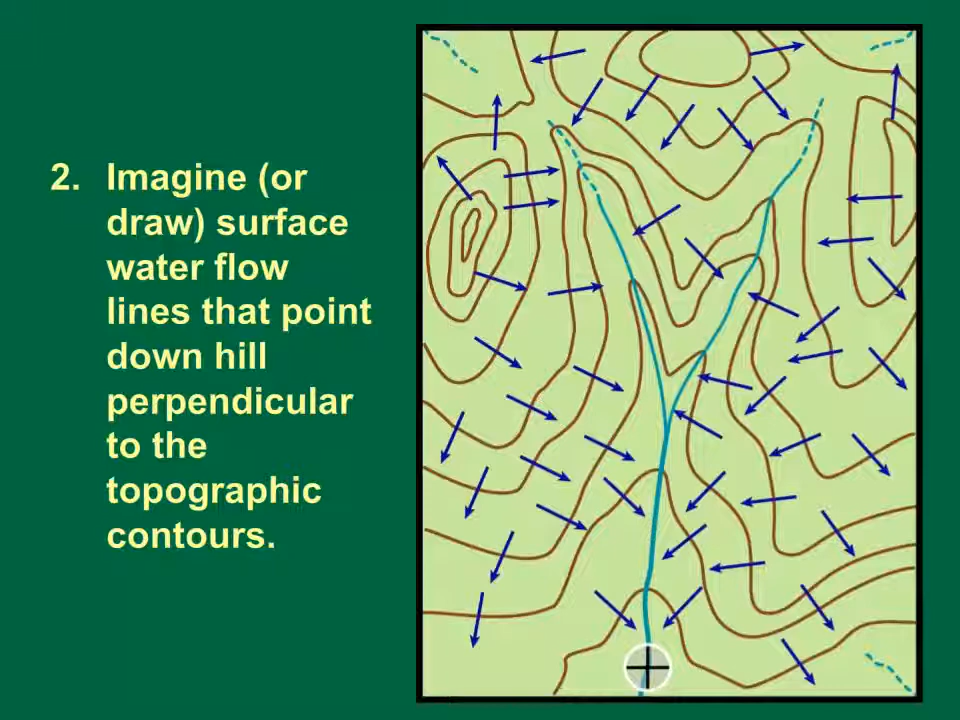 2. Imagine (or
draw) surface
water flow
lines that point
down hill
perpendicular
to the
topographic
contours.